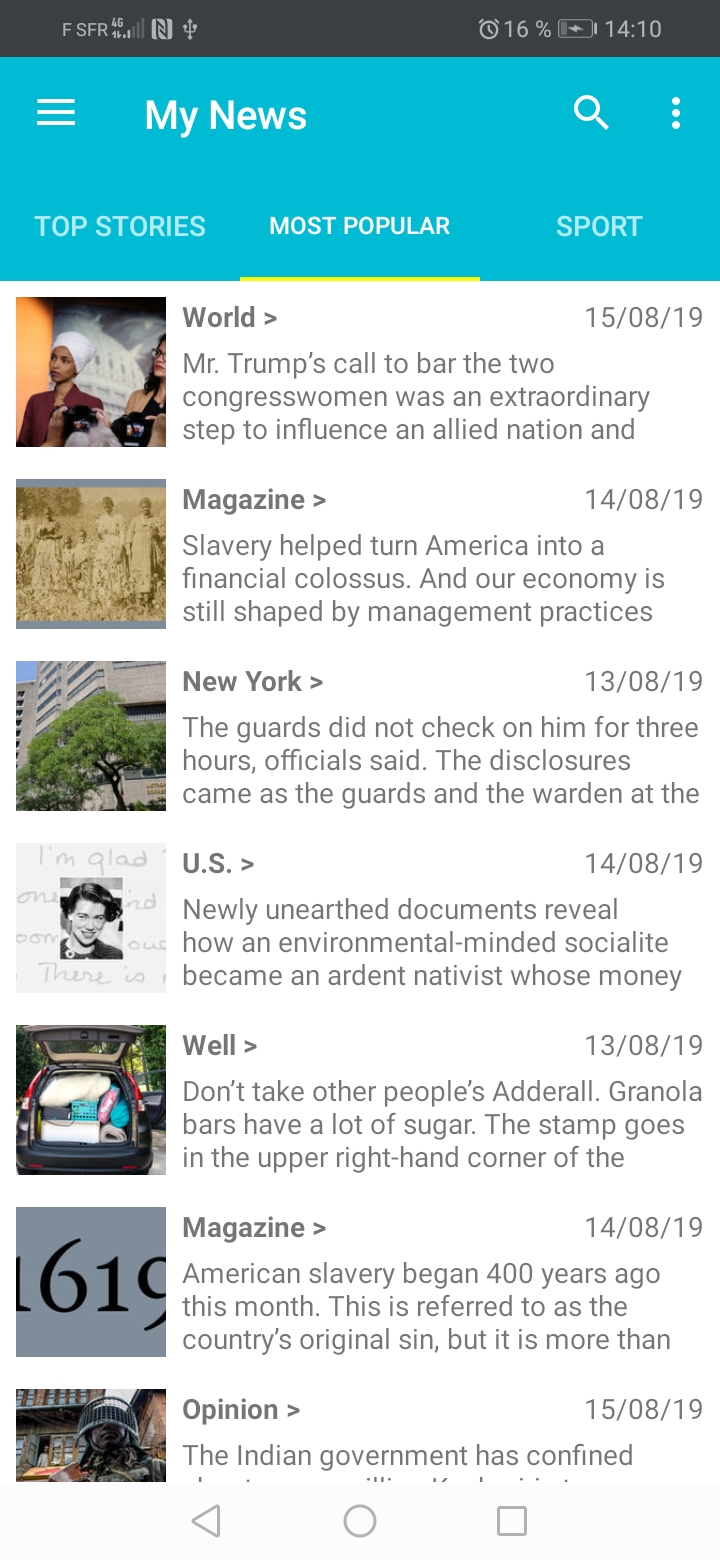 F SFR 4G 16 % 14:10
My News
TOP STORIES MOST POPULAR SPORT
World > 15/08/19
Mr. Trump’s call to bar the two
congresswomen was an extraordinary
step to influence an allied nation and
Magazine > 14/08/19
Slavery helped turn America into a
financial colossus. And our economy is
still shaped by management practices
New York > 13/08/19
The guards did not check on him for three
hours, officials said. The disclosures
came as the guards and the warden at the
I'm glad
one
There is
U.S. > 14/08/19
Newly unearthed documents reveal
how an environmental-minded socialite
became an ardent nativist whose money
Well > 13/08/19
Don’t take other people’s Adderall. Granola
bars have a lot of sugar. The stamp goes
in the upper right-hand corner of the
1619
Magazine > 14/08/19
American slavery began 400 years ago
this month. This is referred to as the
country’s original sin, but it is more than
Opinion > 15/08/19
The Indian government has confined